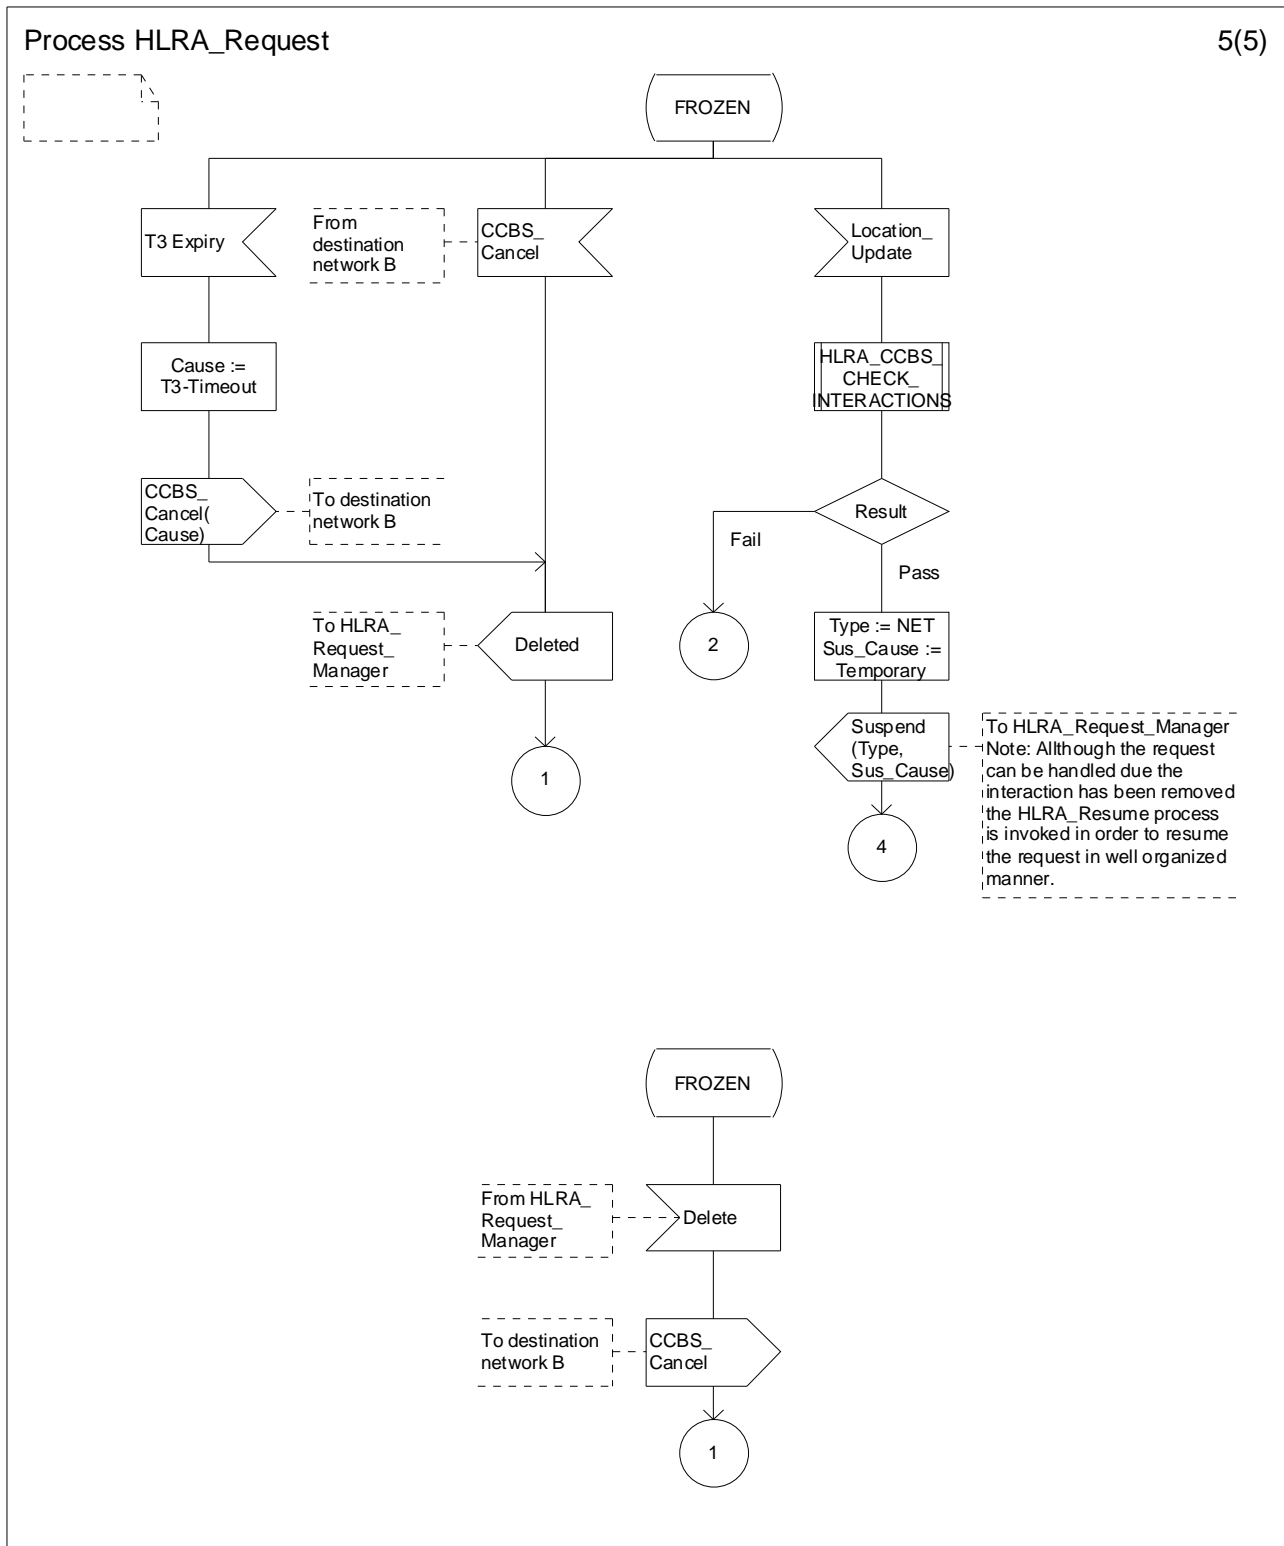 Process HLRA_Request
5(5)
FROZEN
T3 Expiry
From
destination
network B
CCBS_
Cancel
Location_
Update
Cause :=
T3-Timeout
HLRA_CCBS_
CHECK_
INTERACTIONS
CCBS_
Cancel(
Cause)
To destination
network B
Result
Fail
Pass
To HLRA_
Request_
Manager
Deleted
2
Type := NET
Sus_Cause :=
Temporary
Suspend
(Type,
Sus_Cause)
To HLRA_Request_Manager
Note: Allthough the request
can be handled due the
interaction has been removed
the HLRA_Resume process
is invoked in order to resume
the request in well organized
manner.
1
4
FROZEN
From HLRA_
Request_
Manager
Delete
To destination
network B
CCBS_
Cancel
1